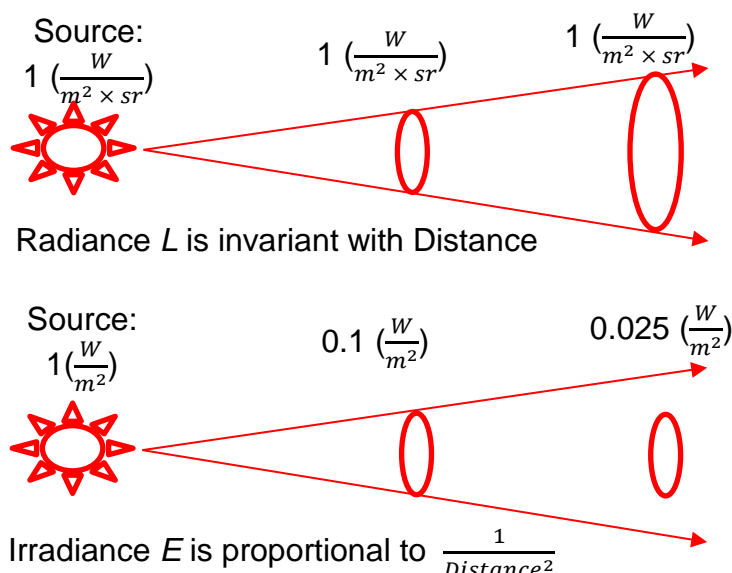 Source:
1 (W/m² × sr)
1 (W/m² × sr)
1 (W/m² × sr)
Radiance L is invariant with Distance
Source:
1(W/m²)
0.1 (W/m²)
0.025 (W/m²)
Irradiance E is proportional to 1/Distance²